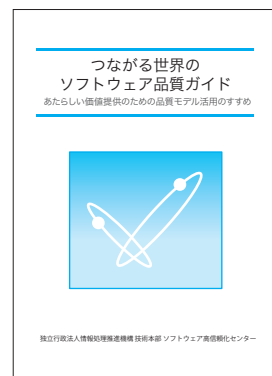 つながる世界の
ソフトウェア品質ガイド
あたらしい価値提供のための品質モデル活用のすすめ
独立行政法人情報処理推進機構 技術本部 ソフトウェア高信頼化センター